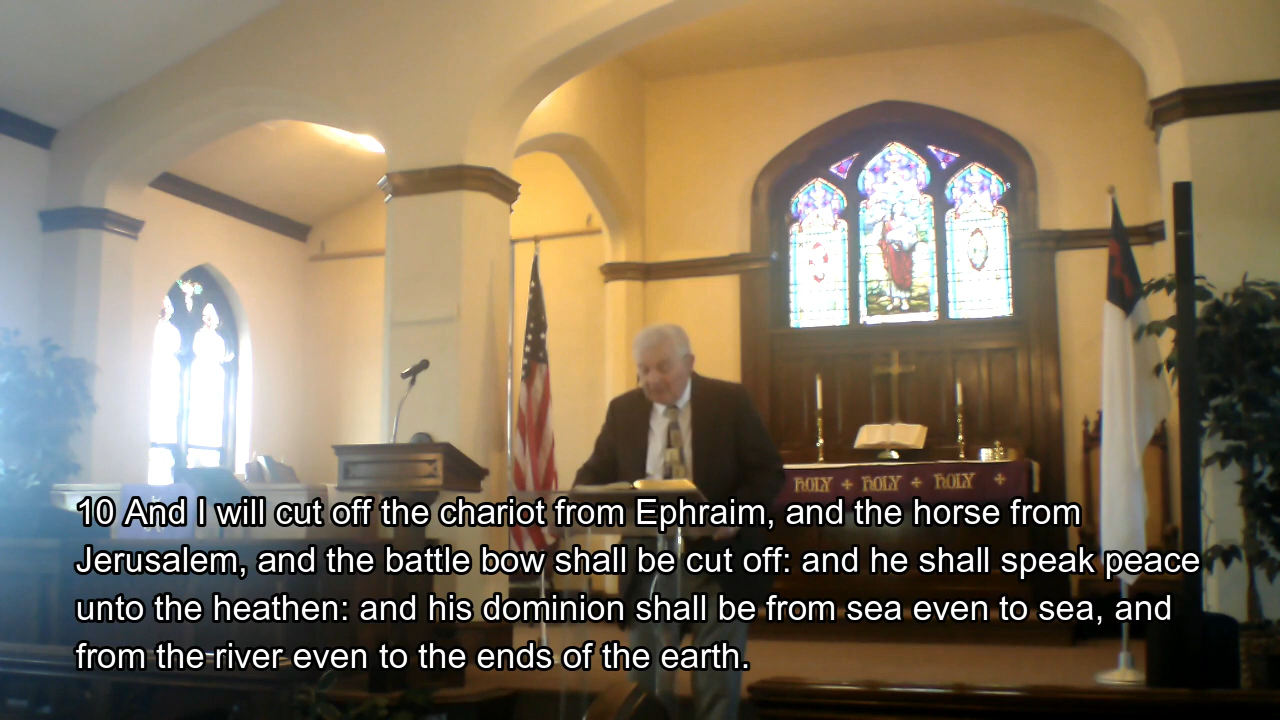 HOLY + HOLY + HOLY +
10 And I will cut off the chariot from Ephraim, and the horse from
Jerusalem, and the battle bow shall be cut off: and he shall speak peace
unto the heathen: and his dominion shall be from sea even to sea, and
from the river even to the ends of the earth.